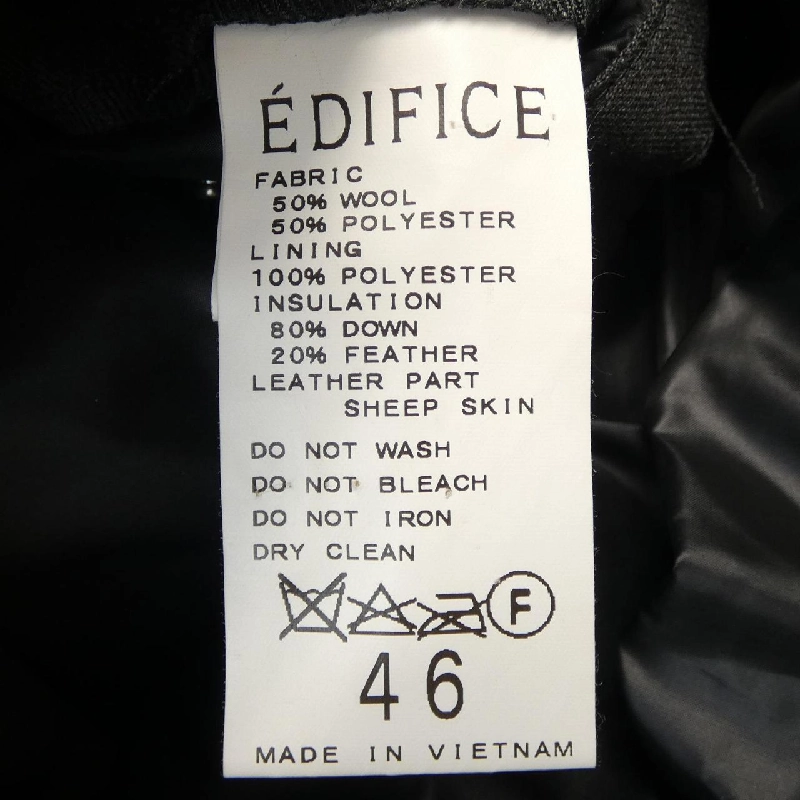 ÉDIFICE
FABRIC
50% WOOL
50% POLYESTER
LINING
100% POLYESTER
INSULATION
80% DOWN
20% FEATHER
LEATHER PART
SHEEP SKIN
DO NOT WASH
DO NOT BLEACH
DO NOT IRON
DRY CLEAN
F
46
MADE IN VIETNAM